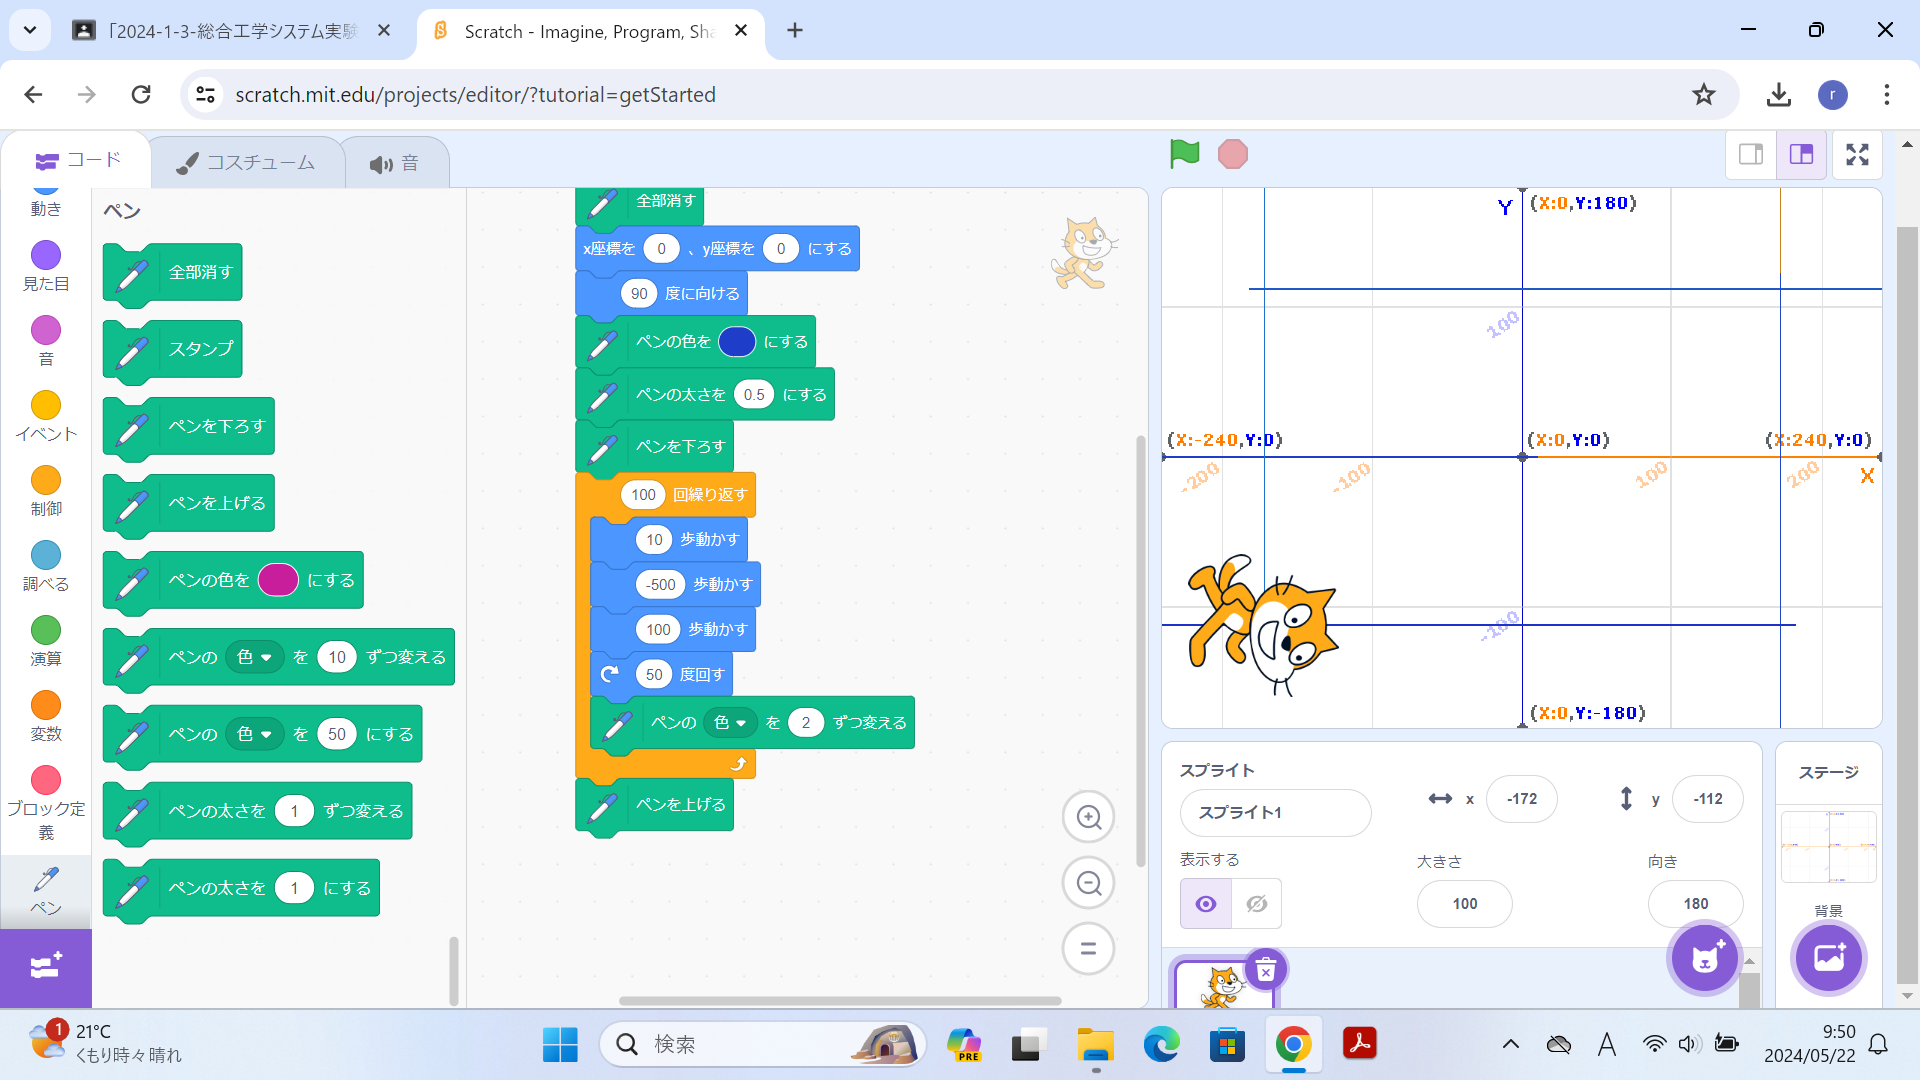 「2024-1-3-総合工学システム実験
Scratch - Imagine, Program, Sha
scratch.mit.edu/projects/editor/?tutorial=getStarted
r
コード
コスチューム
音
動き
見た目
音
イベント
制御
調べる
演算
変数
ブロック定
義
ペン
ペン
全部消す
スタンプ
ペンを下ろす
ペンを上げる
ペンの色を にする
ペンの 色 を 10 ずつ変える
ペンの 色 を 50 にする
ペンの太さを 1 ずつ変える
ペンの太さを 1 にする
全部消す
x座標を 0 、y座標を 0 にする
90 度に向ける
ペンの色を にする
ペンの太さを 0.5 にする
ペンを下ろす
100 回繰り返す
10 歩動かす
-500 歩動かす
100 歩動かす
50 度回す
ペンの 色 を 2 ずつ変える
ペンを上げる
Y (X:0,Y:180)
100
(X:-240,Y:0) (X:0,Y:0) (X:240,Y:0)
-200 -100 100 200 X
-100
(X:0,Y:-180)
スプライト
スプライト1
x -172
y -112
表示する
大きさ 100
向き 180
ステージ
背景
1
21°C
くもり時々晴れ
検索
PRE
A
9:50
2024/05/22